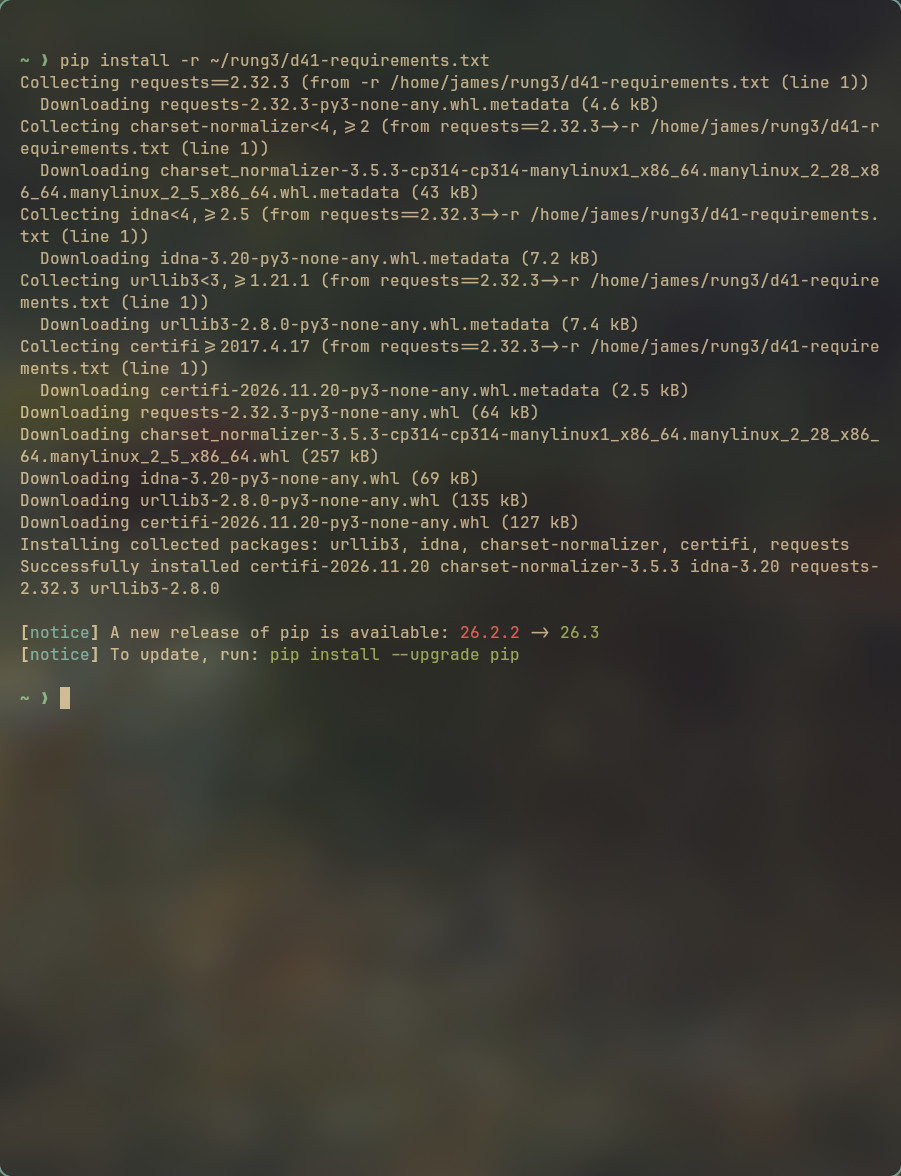 ~ ❯ pip install -r ~/rung3/d41-requirements.txt
Collecting requests==2.32.3 (from -r /home/james/rung3/d41-requirements.txt (line 1))
  Downloading requests-2.32.3-py3-none-any.whl.metadata (4.6 kB)
Collecting charset-normalizer<4,>=2 (from requests==2.32.3->-r /home/james/rung3/d41-r
equirements.txt (line 1))
  Downloading charset_normalizer-3.5.3-cp314-cp314-manylinux1_x86_64.manylinux_2_28_x8
6_64.manylinux_2_5_x86_64.whl.metadata (43 kB)
Collecting idna<4,>=2.5 (from requests==2.32.3->-r /home/james/rung3/d41-requirements.
txt (line 1))
  Downloading idna-3.20-py3-none-any.whl.metadata (7.2 kB)
Collecting urllib3<3,>=1.21.1 (from requests==2.32.3->-r /home/james/rung3/d41-require
ments.txt (line 1))
  Downloading urllib3-2.8.0-py3-none-any.whl.metadata (7.4 kB)
Collecting certifi>=2017.4.17 (from requests==2.32.3->-r /home/james/rung3/d41-require
ments.txt (line 1))
  Downloading certifi-2026.11.20-py3-none-any.whl.metadata (2.5 kB)
Downloading requests-2.32.3-py3-none-any.whl (64 kB)
Downloading charset_normalizer-3.5.3-cp314-cp314-manylinux1_x86_64.manylinux_2_28_x86_
64.manylinux_2_5_x86_64.whl (257 kB)
Downloading idna-3.20-py3-none-any.whl (69 kB)
Downloading urllib3-2.8.0-py3-none-any.whl (135 kB)
Downloading certifi-2026.11.20-py3-none-any.whl (127 kB)
Installing collected packages: urllib3, idna, charset-normalizer, certifi, requests
Successfully installed certifi-2026.11.20 charset-normalizer-3.5.3 idna-3.20 requests-
2.32.3 urllib3-2.8.0

[notice] A new release of pip is available: 26.2.2 -> 26.3
[notice] To update, run: pip install --upgrade pip

~ ❯